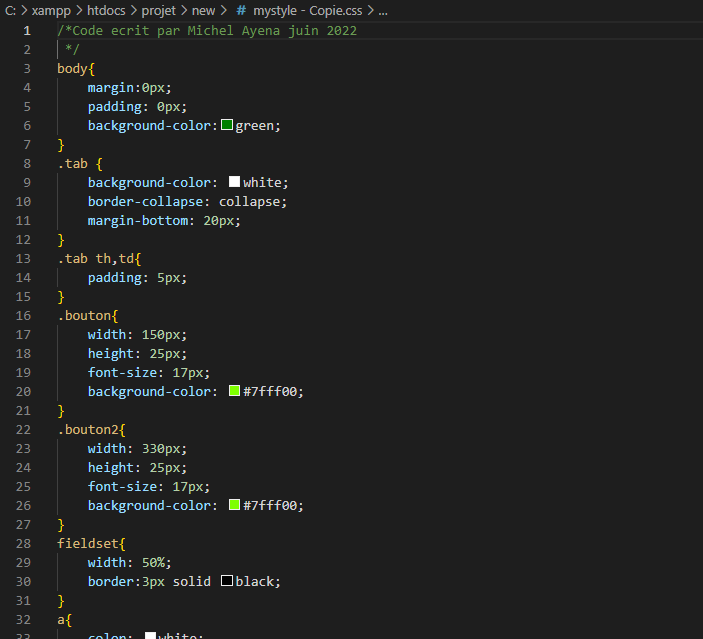 C: > xampp > htdocs > projet > new > # mystyle - Copie.css > ...
1 /*Code ecrit par Michel Ayena juin 2022
2 */
3 body{
4 margin:0px;
5 padding: 0px;
6 background-color:green;
7 }
8 .tab {
9 background-color: white;
10 border-collapse: collapse;
11 margin-bottom: 20px;
12 }
13 .tab th,td{
14 padding: 5px;
15 }
16 .bouton{
17 width: 150px;
18 height: 25px;
19 font-size: 17px;
20 background-color: #7fff00;
21 }
22 .bouton2{
23 width: 330px;
24 height: 25px;
25 font-size: 17px;
26 background-color: #7fff00;
27 }
28 fieldset{
29 width: 50%;
30 border:3px solid black;
31 }
32 a{
33 color: white;